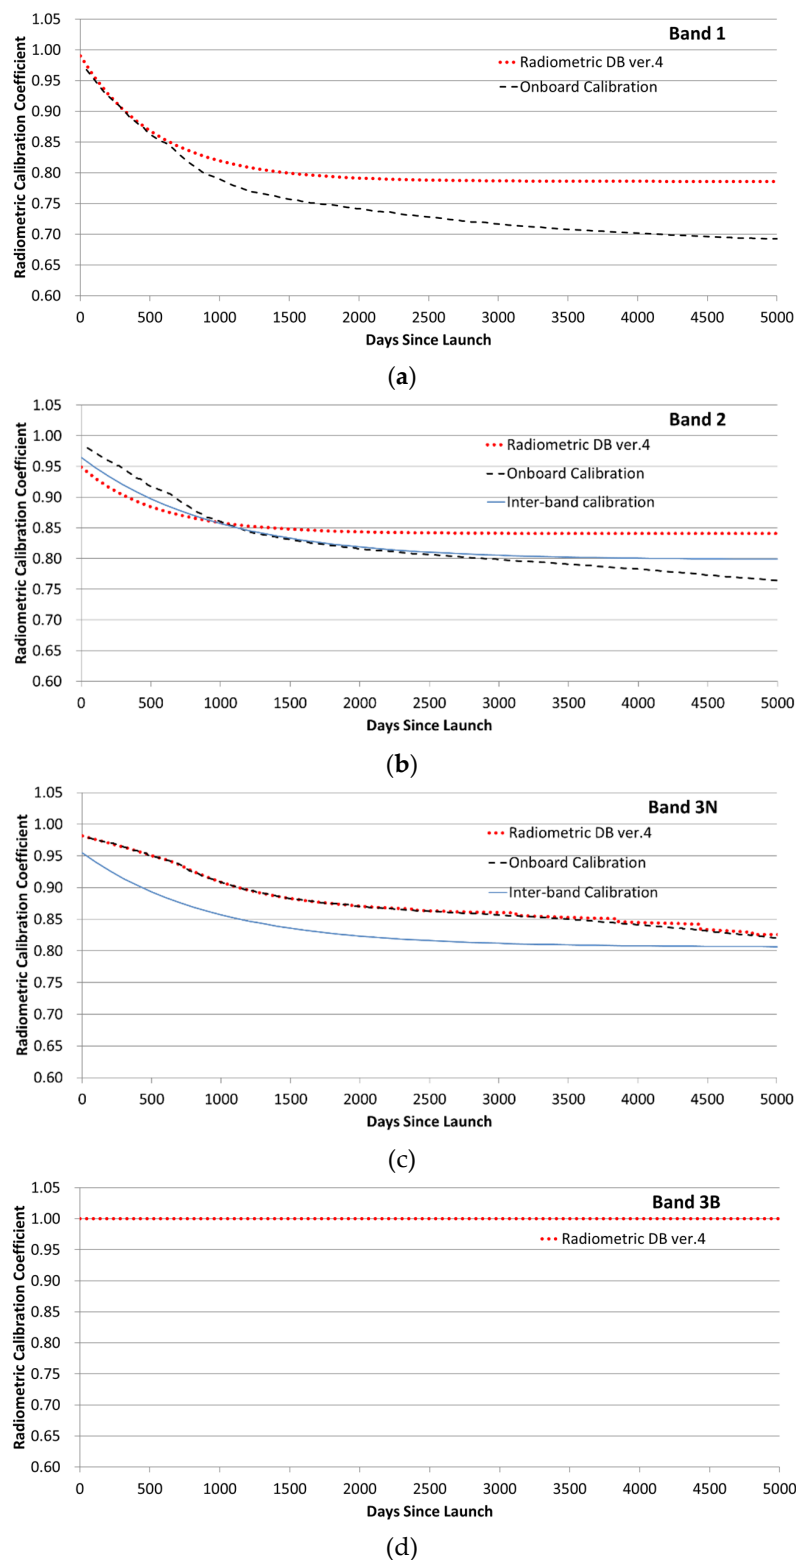 Band 1
Radiometric DB ver.4
Onboard Calibration
Radiometric Calibration Coefficient
1.05
1.00
0.95
0.90
0.85
0.80
0.75
0.70
0.65
0.60
0 500 1000 1500 2000 2500 3000 3500 4000 4500 5000
Days Since Launch
(a)
Band 2
Radiometric DB ver.4
Onboard Calibration
Inter-band calibration
Radiometric Calibration Coefficient
1.05
1.00
0.95
0.90
0.85
0.80
0.75
0.70
0.65
0.60
0 500 1000 1500 2000 2500 3000 3500 4000 4500 5000
Days Since Launch
(b)
Band 3N
Radiometric DB ver.4
Onboard Calibration
Inter-band Calibration
Radiometric Calibration Coefficient
1.05
1.00
0.95
0.90
0.85
0.80
0.75
0.70
0.65
0.60
0 500 1000 1500 2000 2500 3000 3500 4000 4500 5000
Days Since Launch
(c)
Band 3B
Radiometric DB ver.4
Radiometric Calibration Coefficient
1.05
1.00
0.95
0.90
0.85
0.80
0.75
0.70
0.65
0.60
0 500 1000 1500 2000 2500 3000 3500 4000 4500 5000
Days Since Launch
(d)